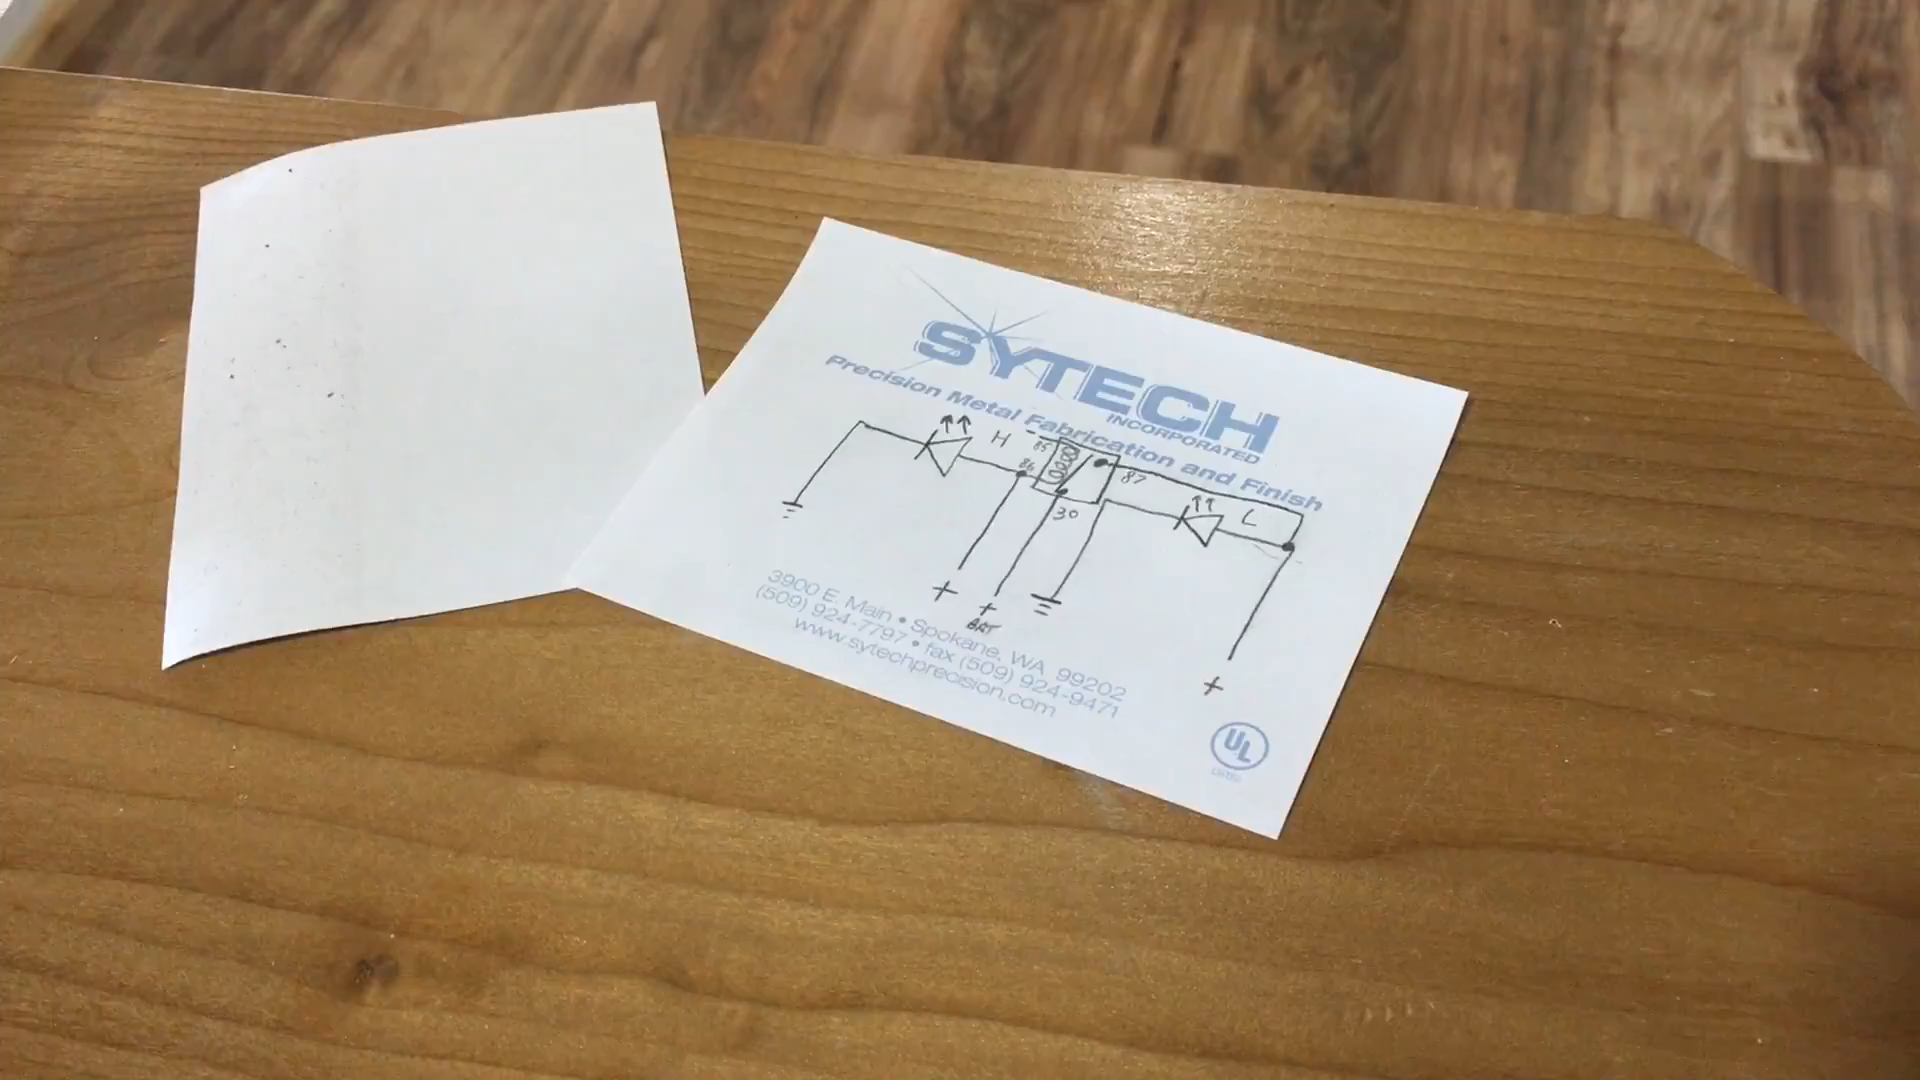 SYTECH
INCORPORATED
Precision Metal Fabrication and Finish
H
85
86
87
30
L
+
+
BAT
+
3900 E. Main • Spokane, WA 99202
(509) 924-7797 • fax (509) 924-9471
www.sytechprecision.com
UL
LISTED